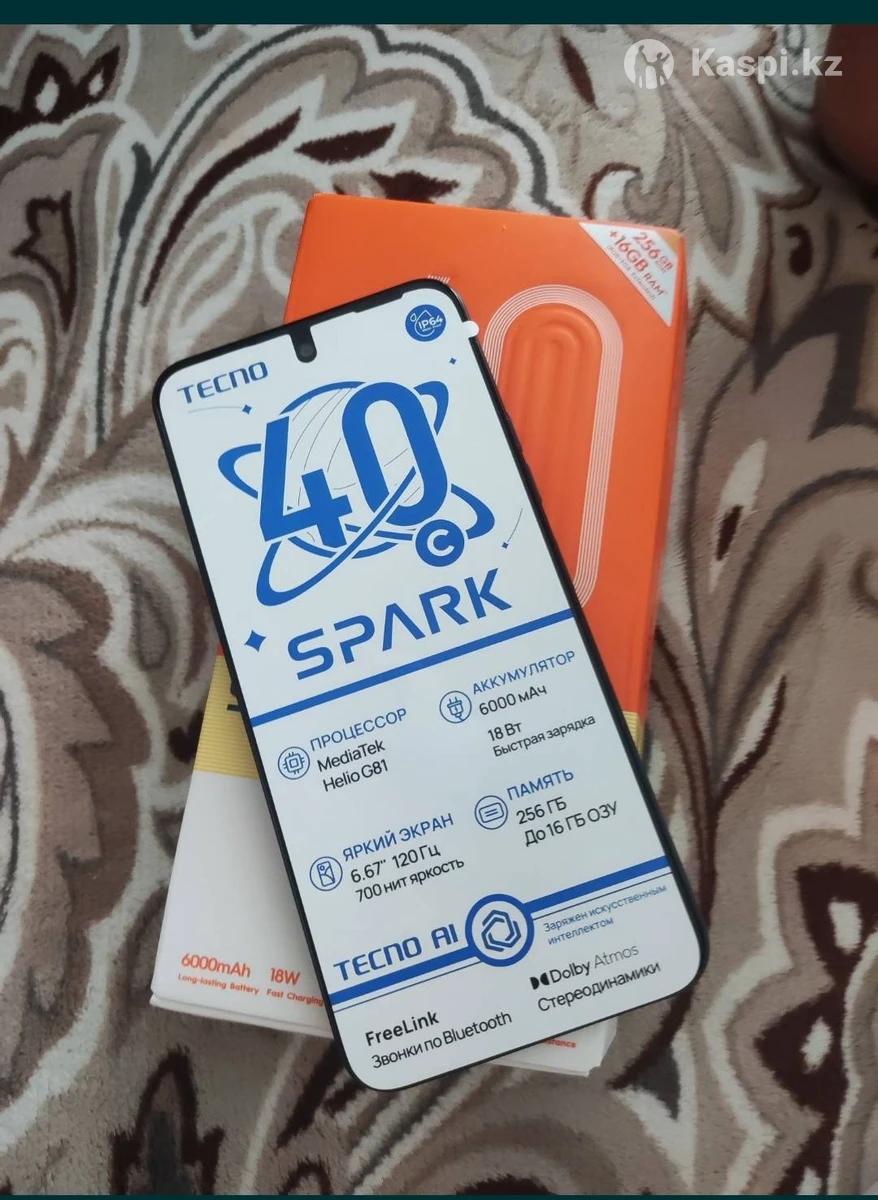 Kaspi.kz
256GB
+16GB RAM*
IP64
TECNO
40
C
SPARK
ПРОЦЕССОР
MediaTek
Helio G81
АККУМУЛЯТОР
6000 мАч
18 Вт
Быстрая зарядка
ЯРКИЙ ЭКРАН
6.67" 120 Гц
700 нит яркость
ПАМЯТЬ
256 ГБ
До 16 ГБ ОЗУ
TECNO AI
Заряжен искусственным
интеллектом
FreeLink
Звонки по Bluetooth
Dolby Atmos
Стереодинамики
6000mAh
Long-lasting Battery
18W
Fast Charging